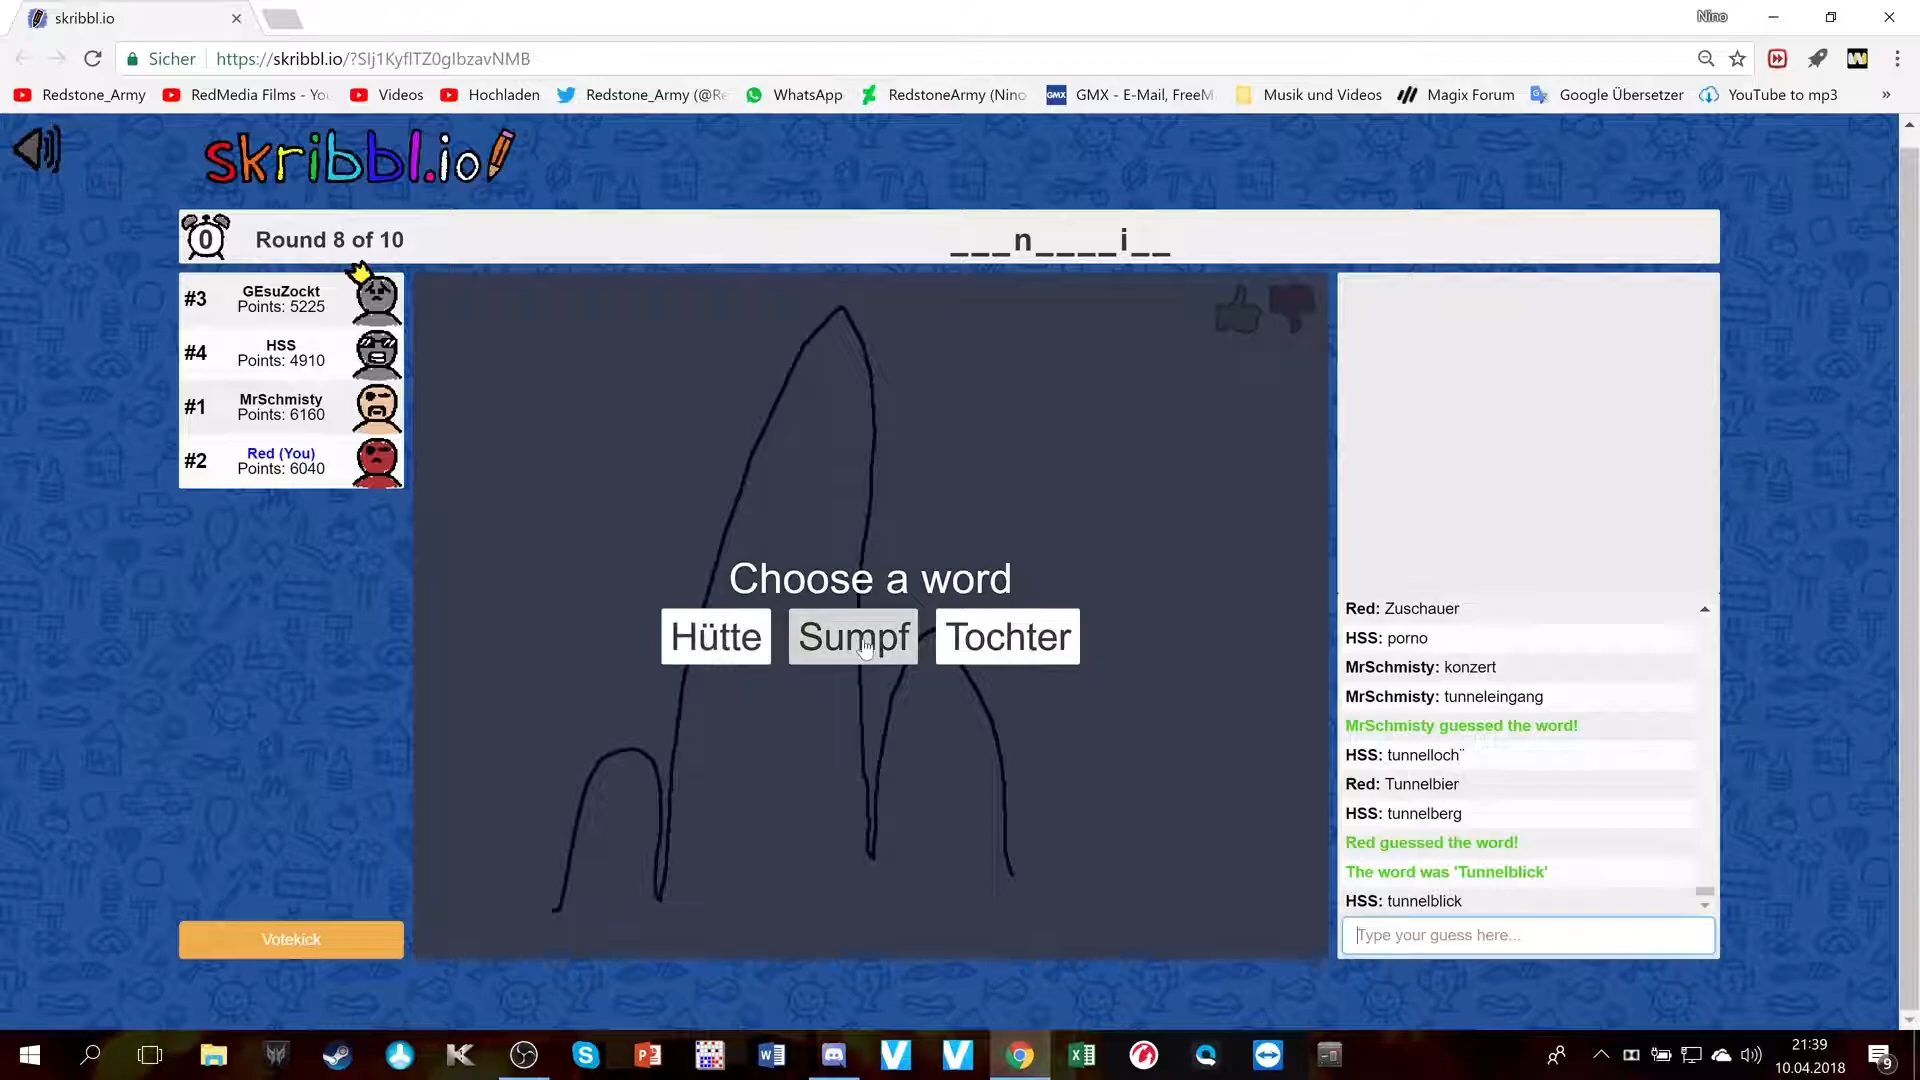 skribbl.io
Nino
Sicher https://skribbl.io/?SIj1KyflTZ0gIbzavNMB
Redstone_Army RedMedia Films - You Videos Hochladen Redstone_Army (@Re WhatsApp RedstoneArmy (Nino GMX GMX - E-Mail, FreeM Musik und Videos Magix Forum Google Übersetzer YouTube to mp3 »
skribbl.io
0 Round 8 of 10 ___n____i__
#3 GEsuZockt
Points: 5225
#4 HSS
Points: 4910
#1 MrSchmisty
Points: 6160
#2 Red (You)
Points: 6040
Votekick
Choose a word
Hütte Sumpf Tochter
Red: Zuschauer
HSS: porno
MrSchmisty: konzert
MrSchmisty: tunneleingang
MrSchmisty guessed the word!
HSS: tunnelloch¨
Red: Tunnelbier
HSS: tunnelberg
Red guessed the word!
The word was 'Tunnelblick'
HSS: tunnelblick
Type your guess here...
21:39
10.04.2018
9